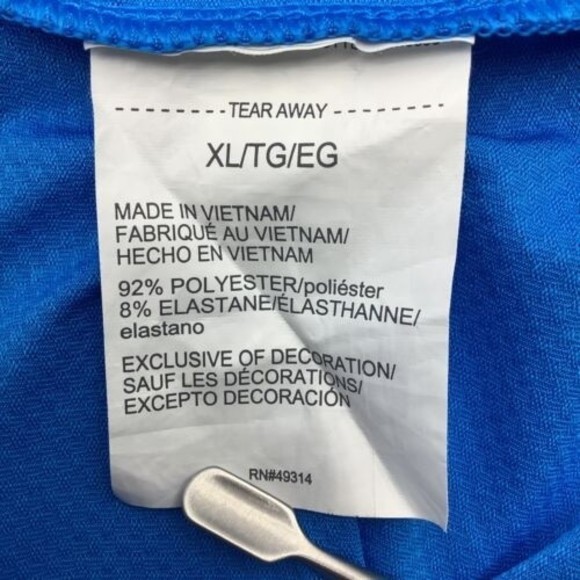 TEAR AWAY
XL/TG/EG
MADE IN VIETNAM/
FABRIQUÉ AU VIETNAM/
HECHO EN VIETNAM
92% POLYESTER/poliéster
8% ELASTANE/ÉLASTHANNE/
elastano
EXCLUSIVE OF DECORATION/
SAUF LES DÉCORATIONS/
EXCEPTO DECORACIÓN
RN#49314